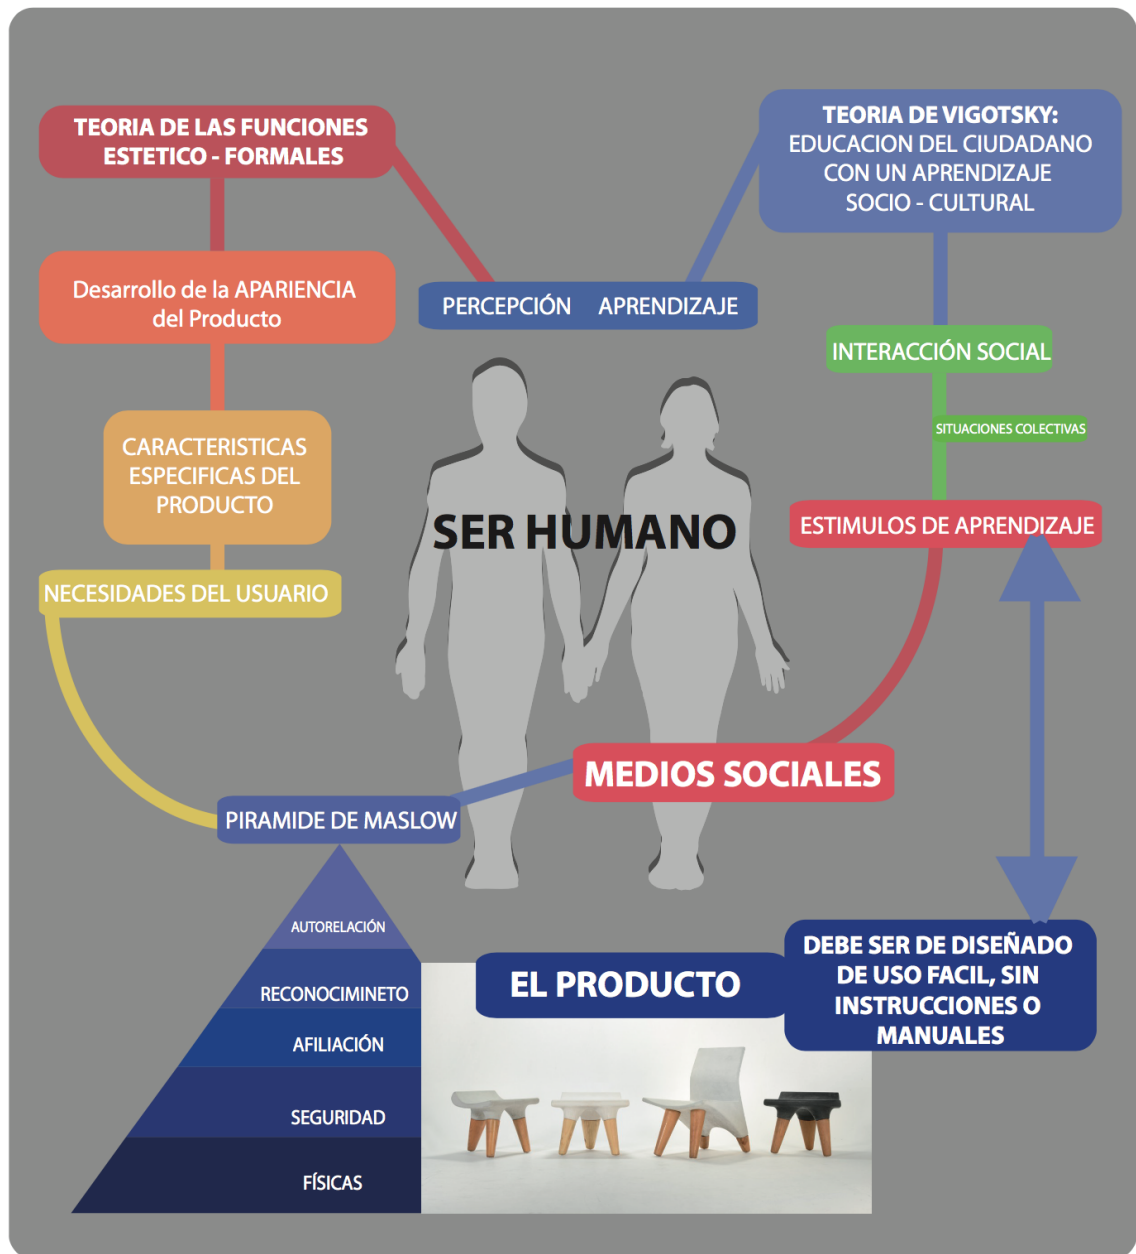 TEORIA DE LAS FUNCIONES
ESTETICO - FORMALES
Desarrollo de la APARIENCIA
del Producto
CARACTERISTICAS
ESPECIFICAS DEL
PRODUCTO
NECESIDADES DEL USUARIO
PERCEPCIÓN APRENDIZAJE
TEORIA DE VIGOTSKY:
EDUCACION DEL CIUDADANO
CON UN APRENDIZAJE
SOCIO - CULTURAL
INTERACCIÓN SOCIAL
SITUACIONES COLECTIVAS
ESTIMULOS DE APRENDIZAJE
SER HUMANO
MEDIOS SOCIALES
PIRAMIDE DE MASLOW
AUTORELACIÓN
RECONOCIMINETO
AFILIACIÓN
SEGURIDAD
FÍSICAS
EL PRODUCTO
DEBE SER DE DISEÑADO
DE USO FACIL, SIN
INSTRUCCIONES O
MANUALES